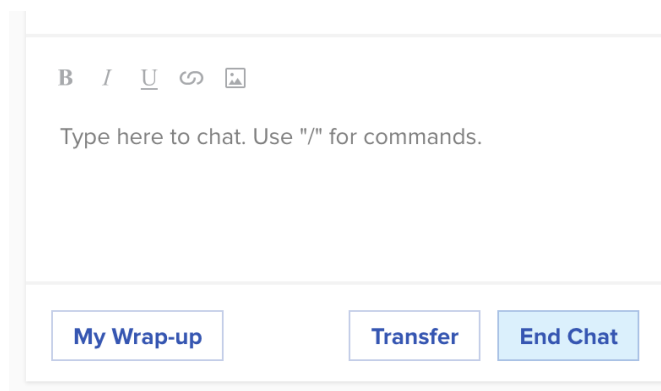 B I U
Type here to chat. Use "/" for commands.
My Wrap-up Transfer End Chat